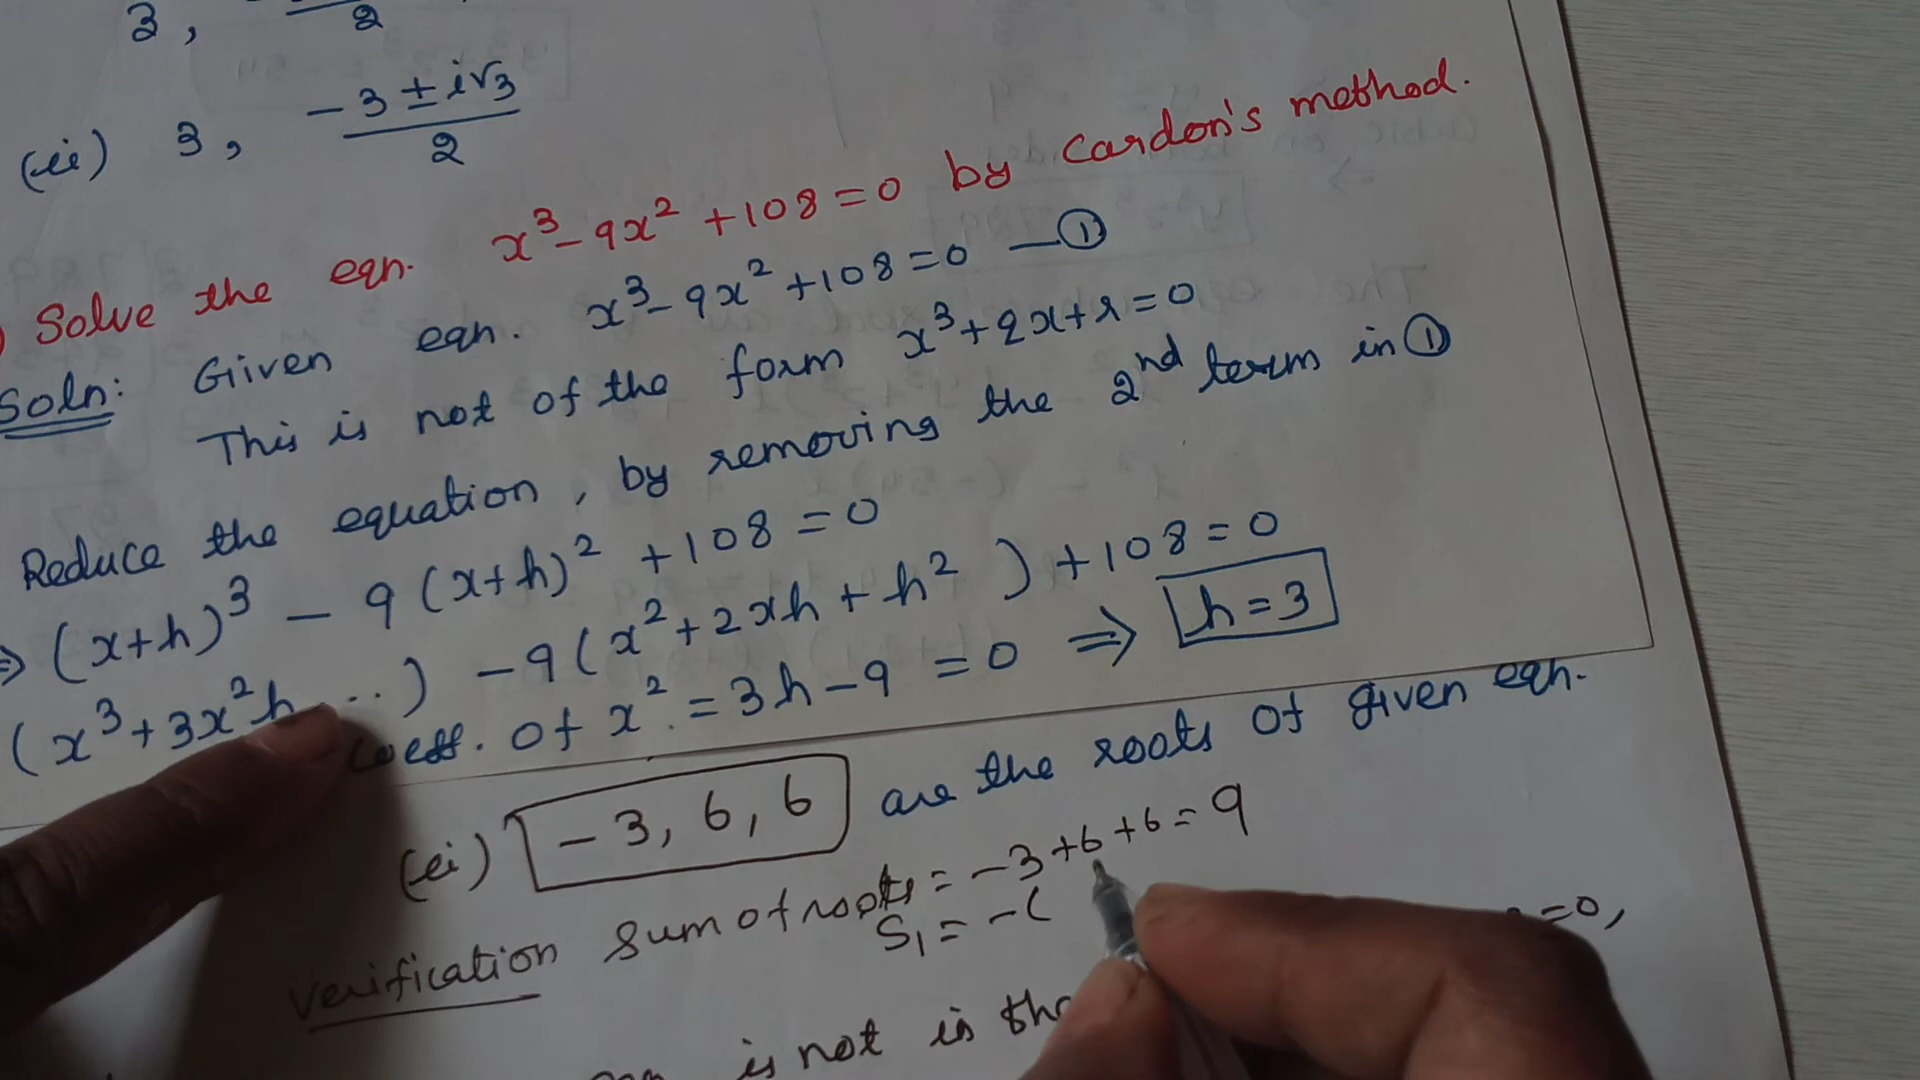 3, 2
(ii) 3, -3 ± i√3 / 2
Solve the eqn. x³ - 9x² + 108 = 0 by Cardon's method.
Soln: Given eqn. x³ - 9x² + 108 = 0 — ①
This is not of the form x³ + qx + r = 0
Reduce the equation, by removing the 2nd term in ①
⇒ (x+h)³ - 9(x+h)² + 108 = 0
(x³ + 3x²h ...) - 9(x² + 2xh + h²) + 108 = 0
Coeff. of x² = 3h - 9 = 0 ⇒ h = 3
(ii) -3, 6, 6 are the roots of given eqn.
Verification sum of roots = -3 + 6 + 6 = 9
S₁ = -(
= 0,
is not is the